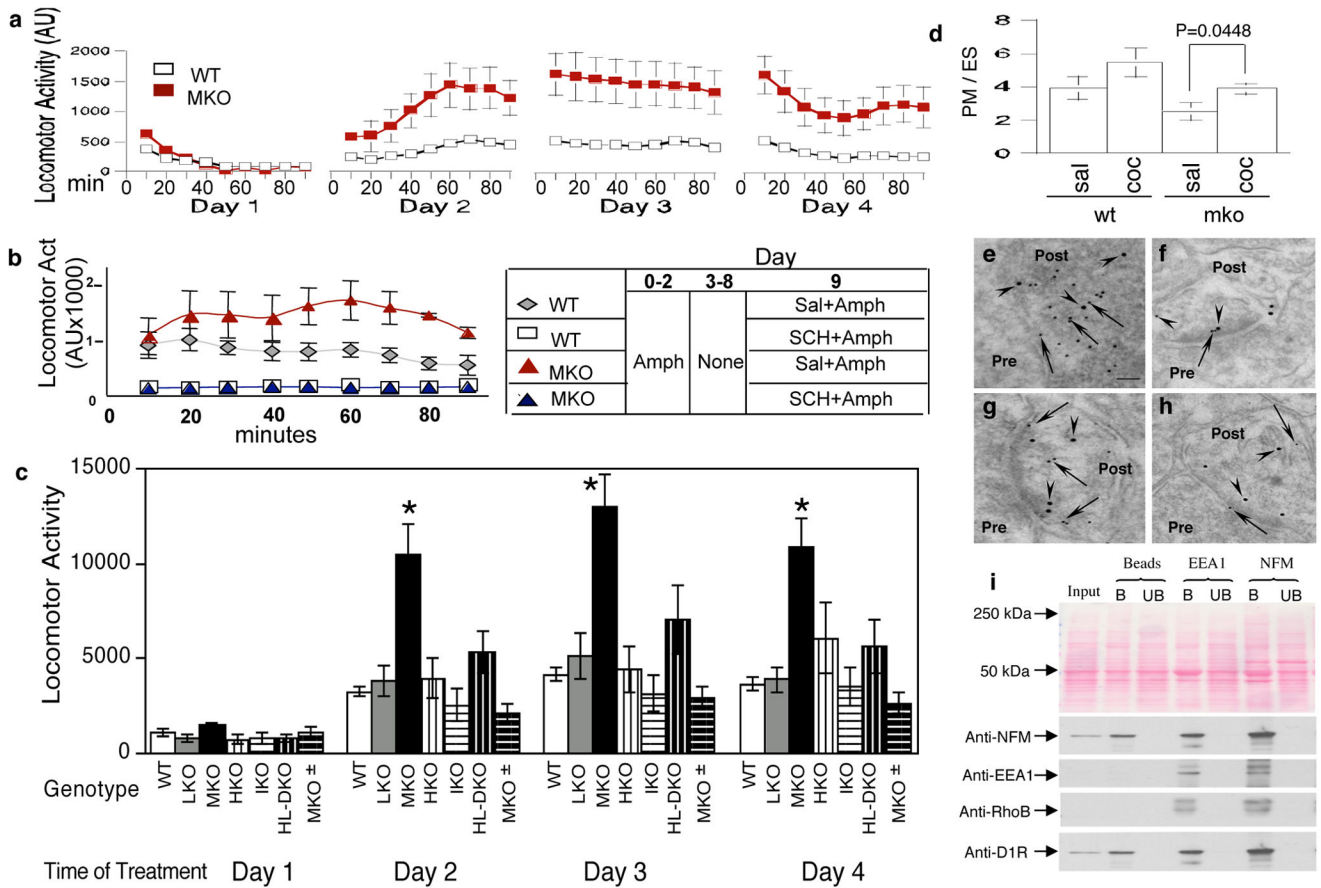 a
Locomotor Activity (AU)
2000
1500
1000
500
0
WT
MKO
min
0 20 40 60 80
Day 1
0 20 40 60 80
Day 2
0 20 40 60 80
Day 3
0 20 40 60 80
Day 4
b
Locomotor Act
(AUx1000)
2
1
0
0 20 40 60 80
minutes
Day
0-2 3-8 9
WT Sal+Amph
WT SCH+Amph
Amph None
MKO Sal+Amph
MKO SCH+Amph
c
Locomotor Activity
15000
10000
5000
0
* * *
Genotype
WT LKO MKO HKO IKO HL-DKO MKO ±
WT LKO MKO HKO IKO HL-DKO MKO ±
WT LKO MKO HKO IKO HL-DKO MKO ±
WT LKO MKO HKO IKO HL-DKO MKO ±
Time of Treatment Day 1 Day 2 Day 3 Day 4
d
PM / ES
8
6
4
2
0
P=0.0448
sal coc sal coc
wt mko
e
Post
Pre
f
Post
Pre
g
Post
Pre
h
Post
Pre
i
Beads EEA1 NFM
Input B UB B UB B UB
250 kDa
50 kDa
Anti-NFM
Anti-EEA1
Anti-RhoB
Anti-D1R